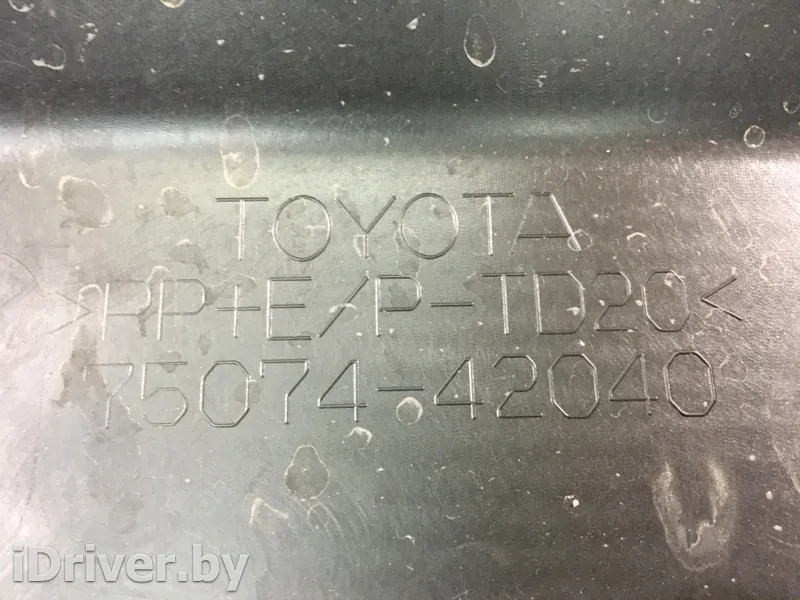 TOYOTA
>PP+E/P-TD20<
75074-42040
iDriver.by